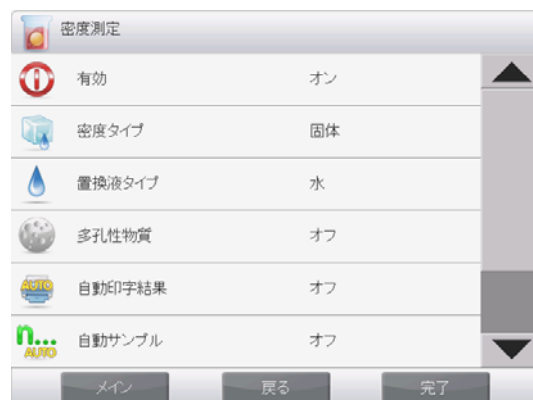 密度測定
有効 オン
密度タイプ 固体
置換液タイプ 水
多孔性物質 オフ
AUTO 自動印字結果 オフ
n... AUTO 自動サンプル オフ
メイン 戻る 完了